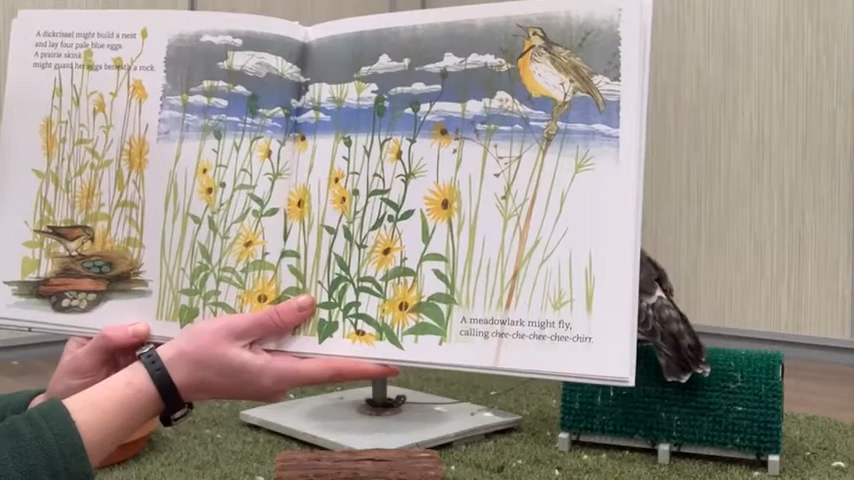 A dickcissel might build a nest
and lay four pale blue eggs.
A prairie skink
might guard her eggs beneath a rock.
A meadowlark might fly,
calling chee-che-chee-chee-chirr.